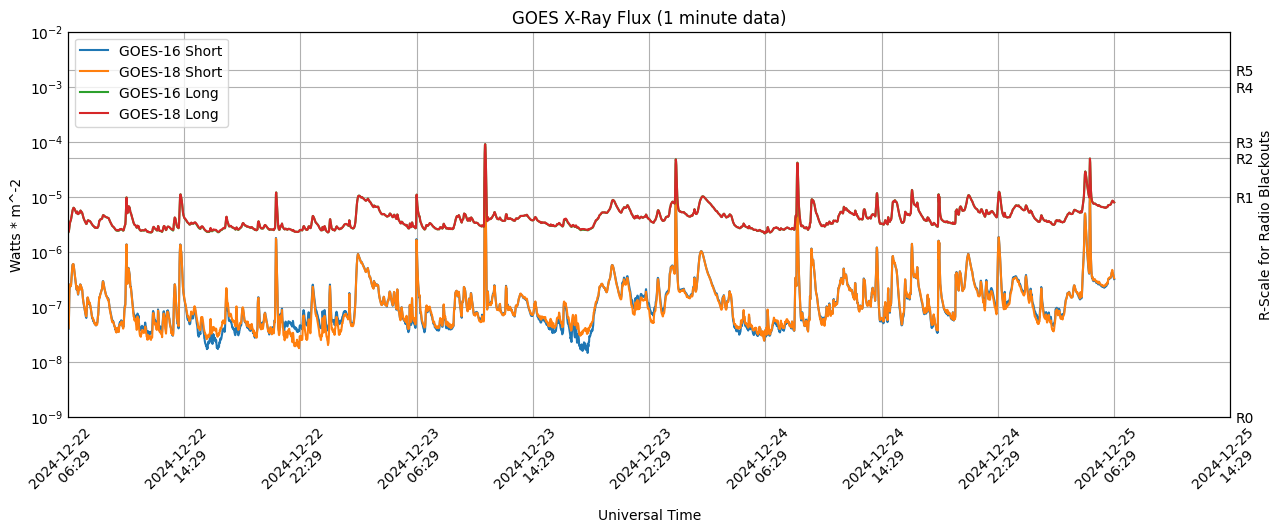 GOES X-Ray Flux (1 minute data)
GOES-16 Short
GOES-18 Short
GOES-16 Long
GOES-18 Long
Watts * m^-2
10⁻²
10⁻³
10⁻⁴
10⁻⁵
10⁻⁶
10⁻⁷
10⁻⁸
10⁻⁹
R5
R4
R3
R2
R1
R0
R-Scale for Radio Blackouts
2024-12-22
06:29
2024-12-22
14:29
2024-12-22
22:29
2024-12-23
06:29
2024-12-23
14:29
2024-12-23
22:29
2024-12-24
06:29
2024-12-24
14:29
2024-12-24
22:29
2024-12-25
06:29
2024-12-25
14:29
Universal Time